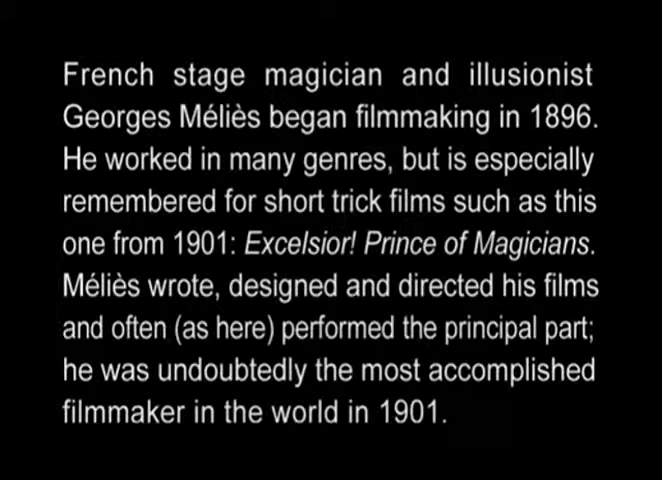 French stage magician and illusionist
Georges Méliès began filmmaking in 1896.
He worked in many genres, but is especially
remembered for short trick films such as this
one from 1901: Excelsior! Prince of Magicians.
Méliès wrote, designed and directed his films
and often (as here) performed the principal part;
he was undoubtedly the most accomplished
filmmaker in the world in 1901.